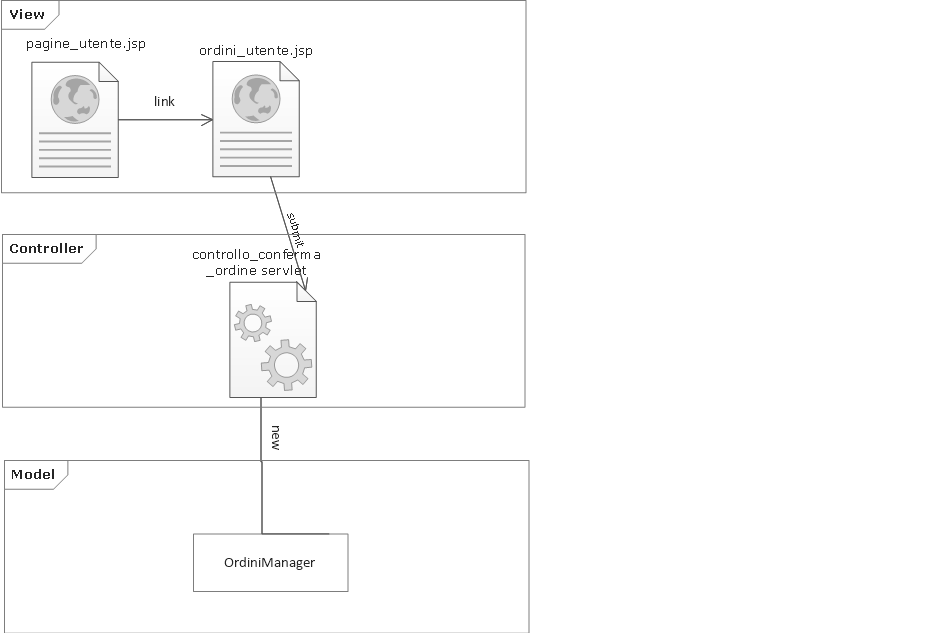 View
pagine_utente.jsp
ordini_utente.jsp
link
submit
Controller
controllo_conferma
_ordine servlet
new
Model
OrdiniManager